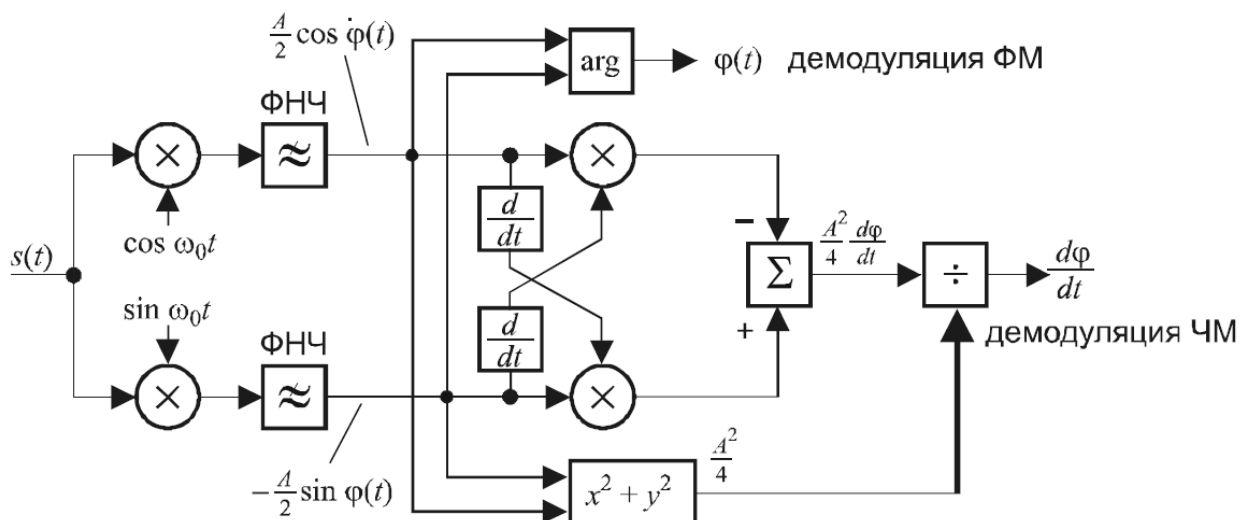 A/2 cos φ(t)
arg
φ(t) демодуляция ФМ
ФНЧ
≈
×
×
cos ω₀t
d/dt
s(t)
−
Σ
A²/4 dφ/dt
÷
dφ/dt
sin ω₀t
d/dt
+
демодуляция ЧМ
ФНЧ
≈
×
×
−A/2 sin φ(t)
x² + y²
A²/4